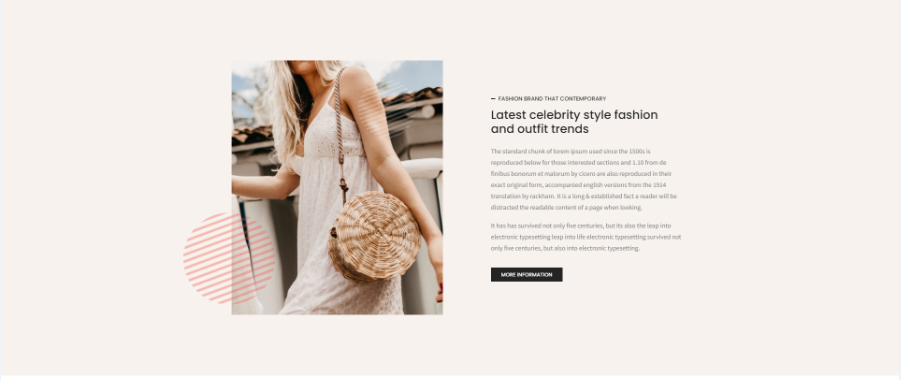 FASHION BRAND THAT CONTEMPORARY
Latest celebrity style fashion
and outfit trends
The standard chunk of lorem ipsum used since the 1500s is
reproduced below for those interested sections and 1.10 from de
finibus bonorum et malorum by cicero are also reproduced in their
exact original form, accompanied english versions from the 1914
translation by rackham. It is a long & established fact a reader will be
distracted the readable content of a page when looking.
It has has survived not only five centuries, but its also the leap into
electronic typesetting leap into life electronic typesetting survived not
only five centuries, but also into electronic typesetting.
MORE INFORMATION